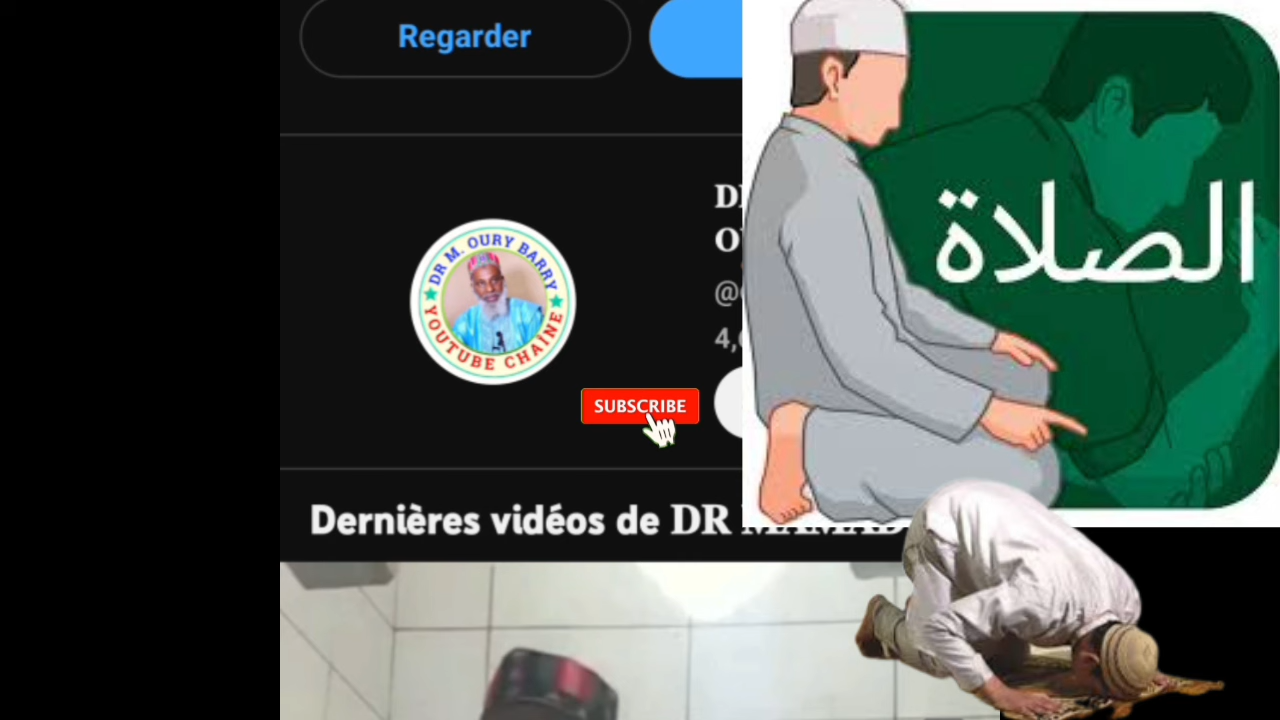 Regarder
DR M. OURY BARRY
YOUTUBE CHAINE
SUBSCRIBE
الصلاة
Dernières vidéos de DR